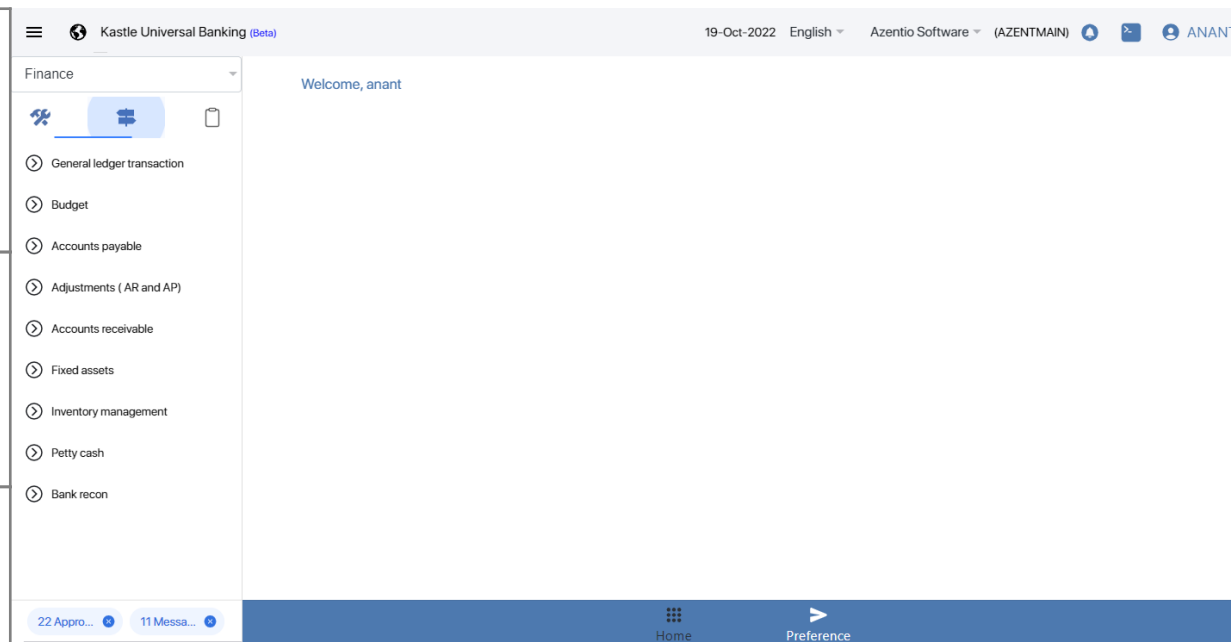 Kastle Universal Banking (Beta)
19-Oct-2022 English Azentio Software (AZENTMAIN) ANANT
Finance
Welcome, anant
General ledger transaction
Budget
Accounts payable
Adjustments ( AR and AP)
Accounts receivable
Fixed assets
Inventory management
Petty cash
Bank recon
22 Appro... 11 Messa...
Home Preference